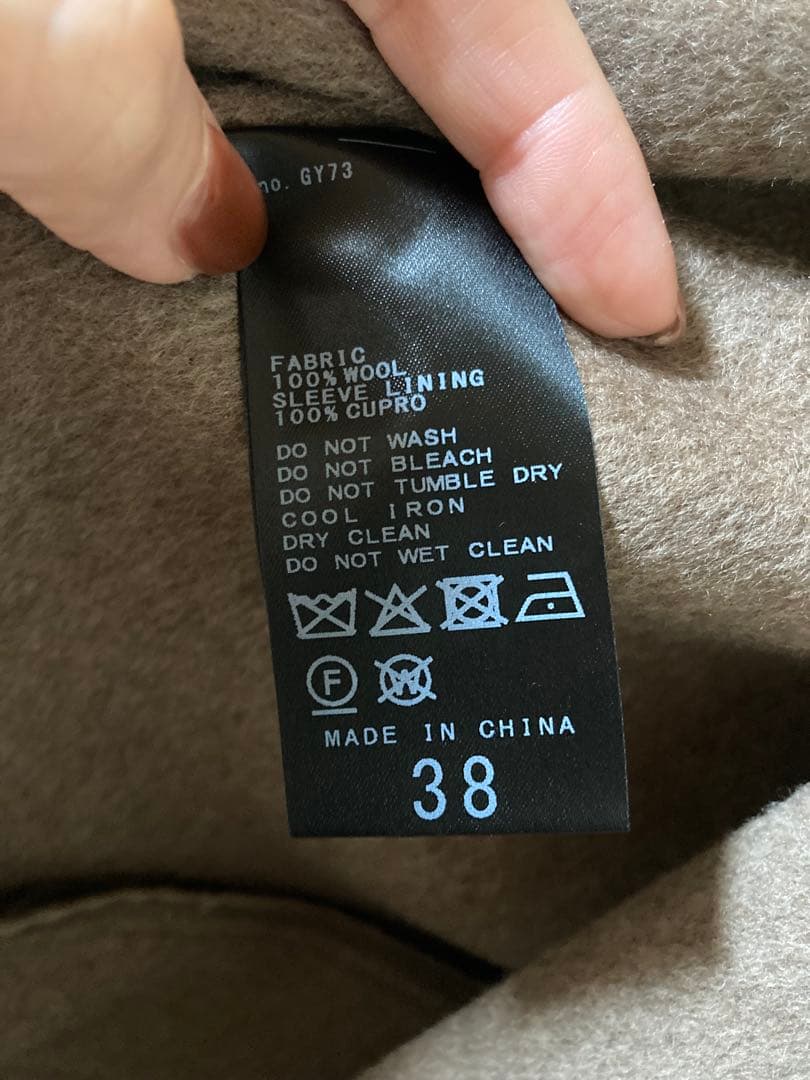 no. GY73
FABRIC
100% WOOL
SLEEVE LINING
100% CUPRO
DO NOT WASH
DO NOT BLEACH
DO NOT TUMBLE DRY
COOL IRON
DRY CLEAN
DO NOT WET CLEAN
F W
MADE IN CHINA
38